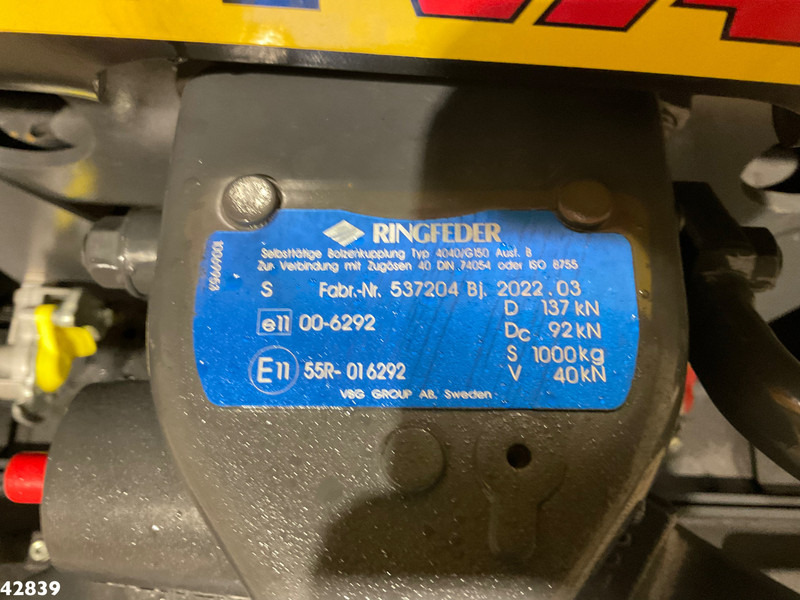 RINGFEDER
Selbsttätige Bolzenkupplung Typ 4040/G150 Ausf. B
Zur Verbindung mit Zugösen 40 DIN 74054 oder ISO 8755
S Fabr.-Nr. 537204 Bj. 2022.03
D 137 kN
e11 00-6292
DC 92 kN
S 1000 kg
E11 55R-016292
V 40 kN
VBG GROUP AB, Sweden
42839